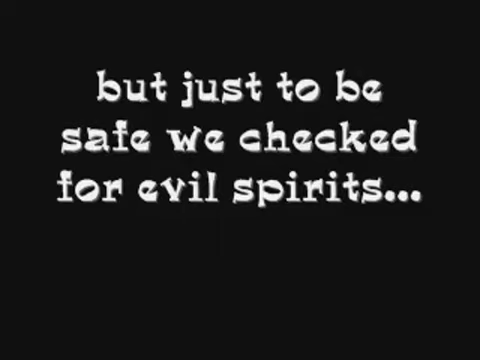 but just to be
safe we checked
for evil spirits...